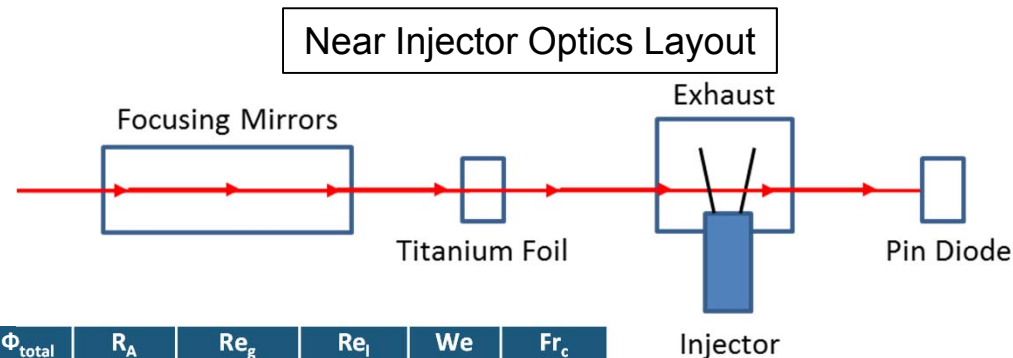 Near Injector Optics Layout
Exhaust
Focusing Mirrors
Titanium Foil
Pin Diode
Injector
Φtotal RA Reg Rel We Frc